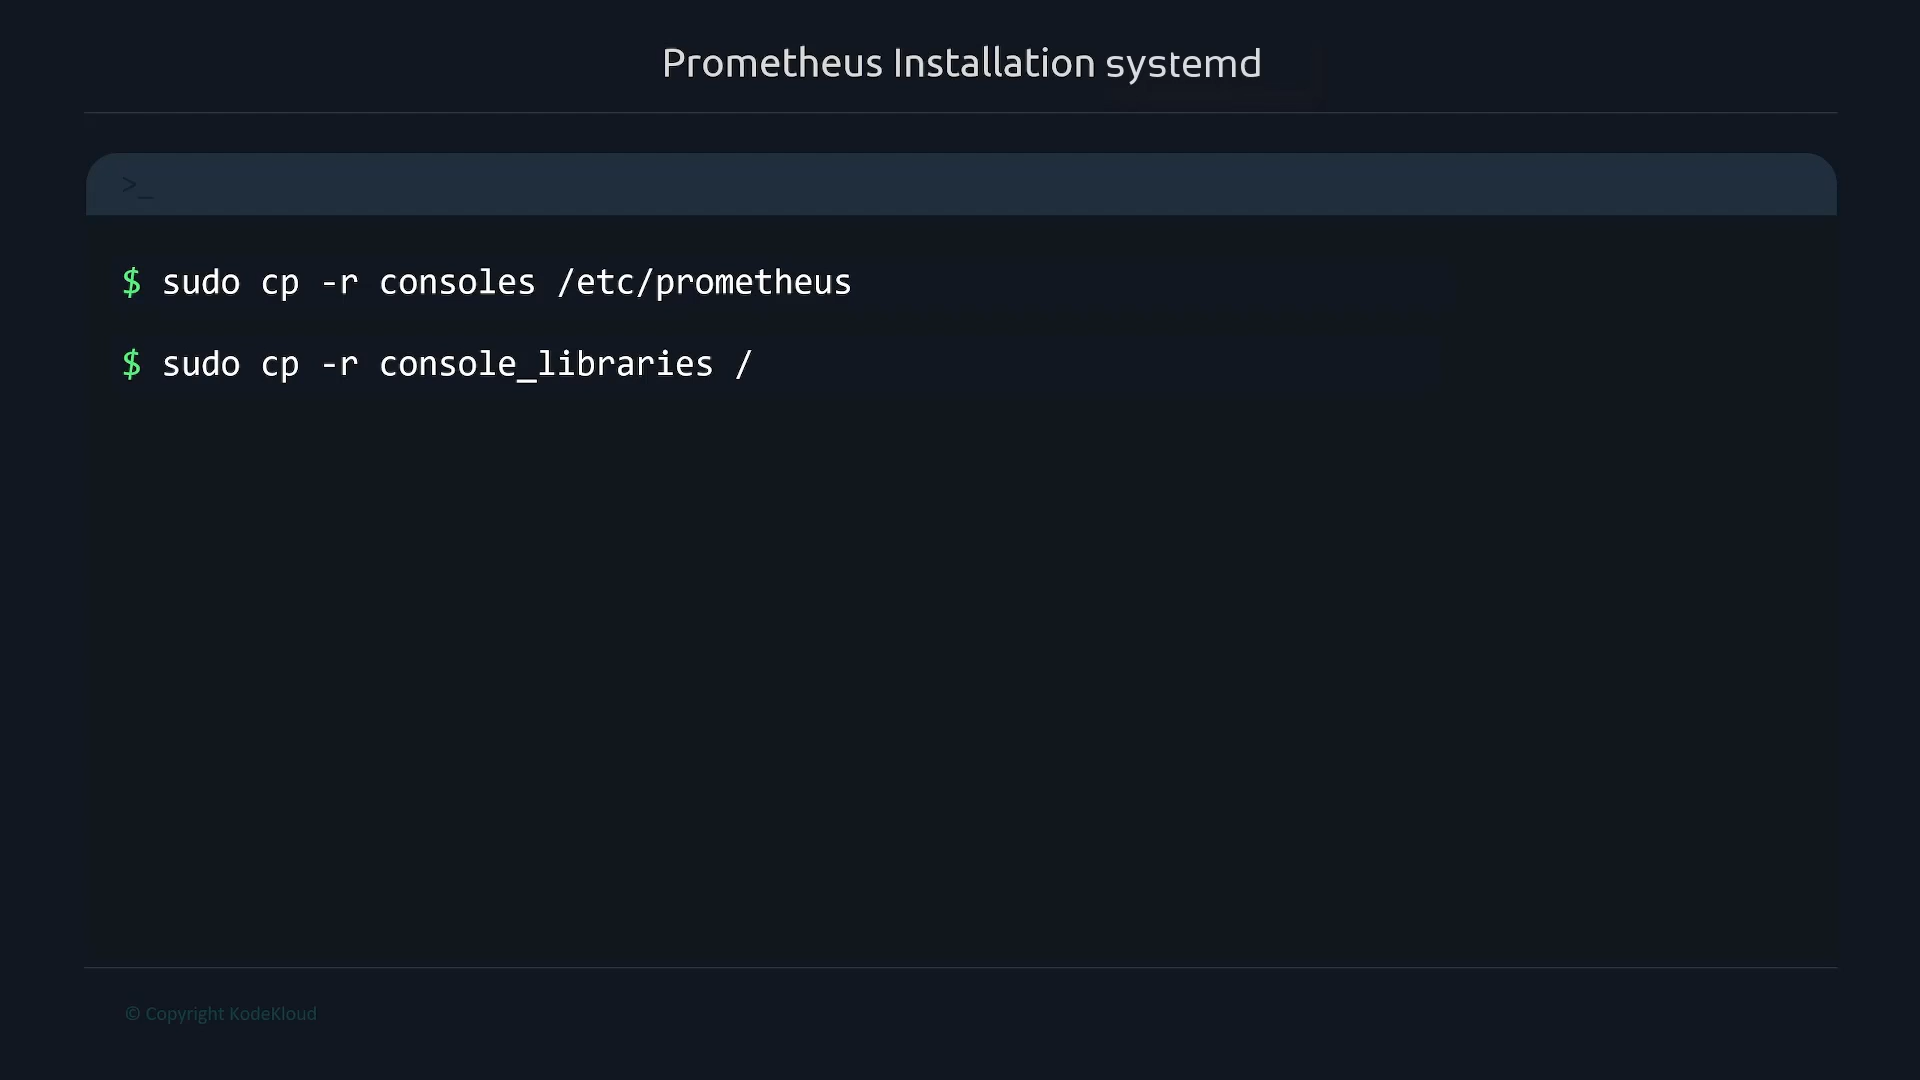 Prometheus Installation systemd
>_
$ sudo cp -r consoles /etc/prometheus
$ sudo cp -r console_libraries /
© Copyright KodeKloud